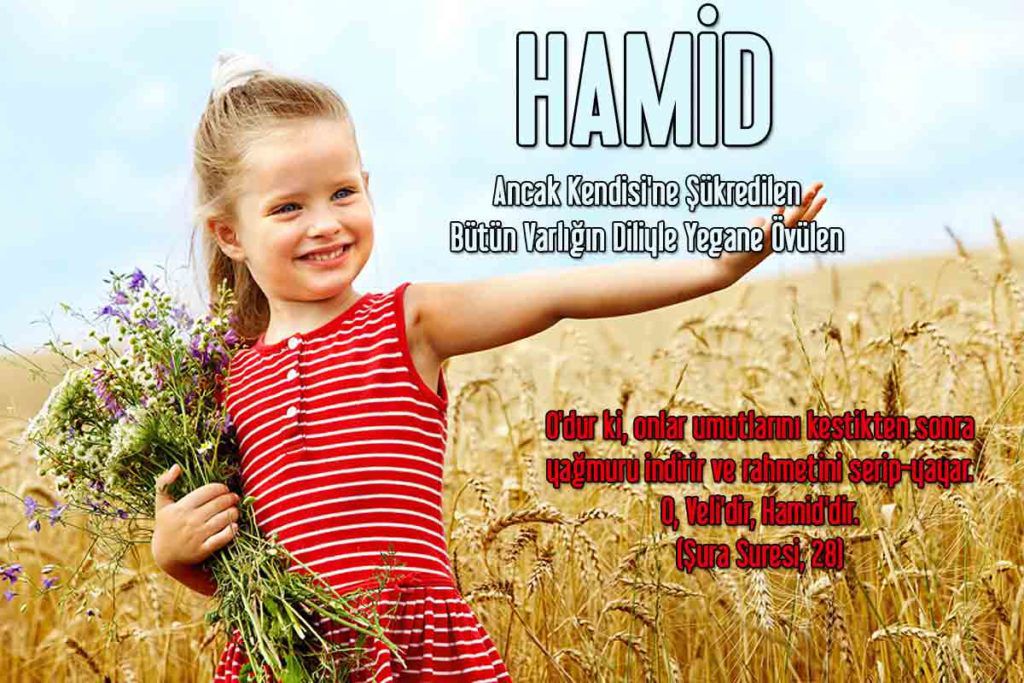 HAMİD
Ancak Kendisi'ne Şükredilen
Bütün Varlığın Diliyle Yegane Övülen
O'dur ki, onlar umutlarını kestikten sonra
yağmuru indirir ve rahmetini serip-yayar.
O, Veli'dir, Hamid'dir.
(Şura Suresi, 28)